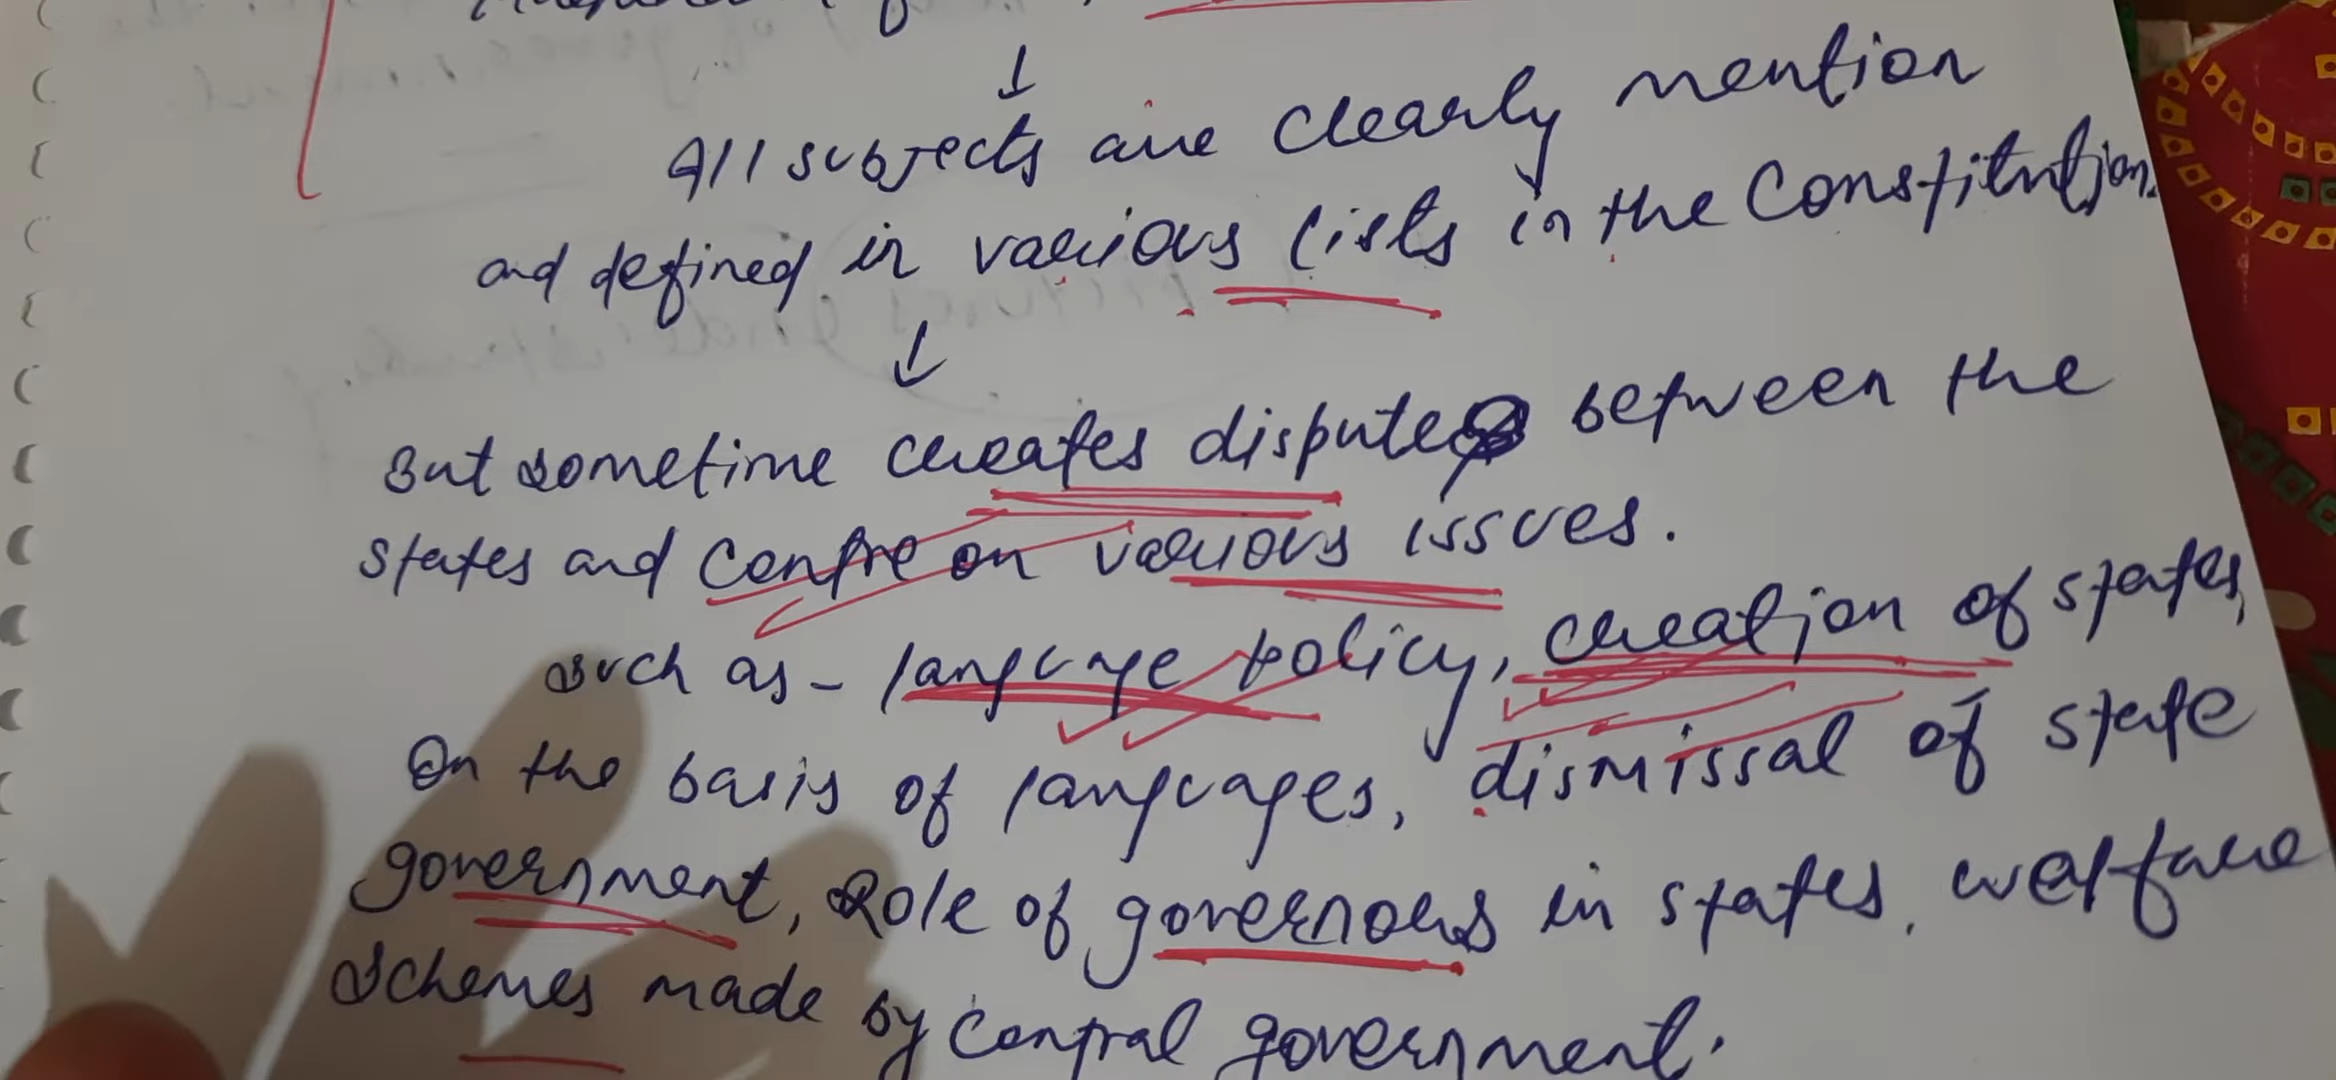 All subjects are clearly mention
and defined in various lists in the Constitution.
But sometime creates dispute between the
states and Centre on various issues.
such as - language policy, creation of states,
On the basis of languages, dismissal of state
government, Role of governors in states, welfare
schemes made by central government.